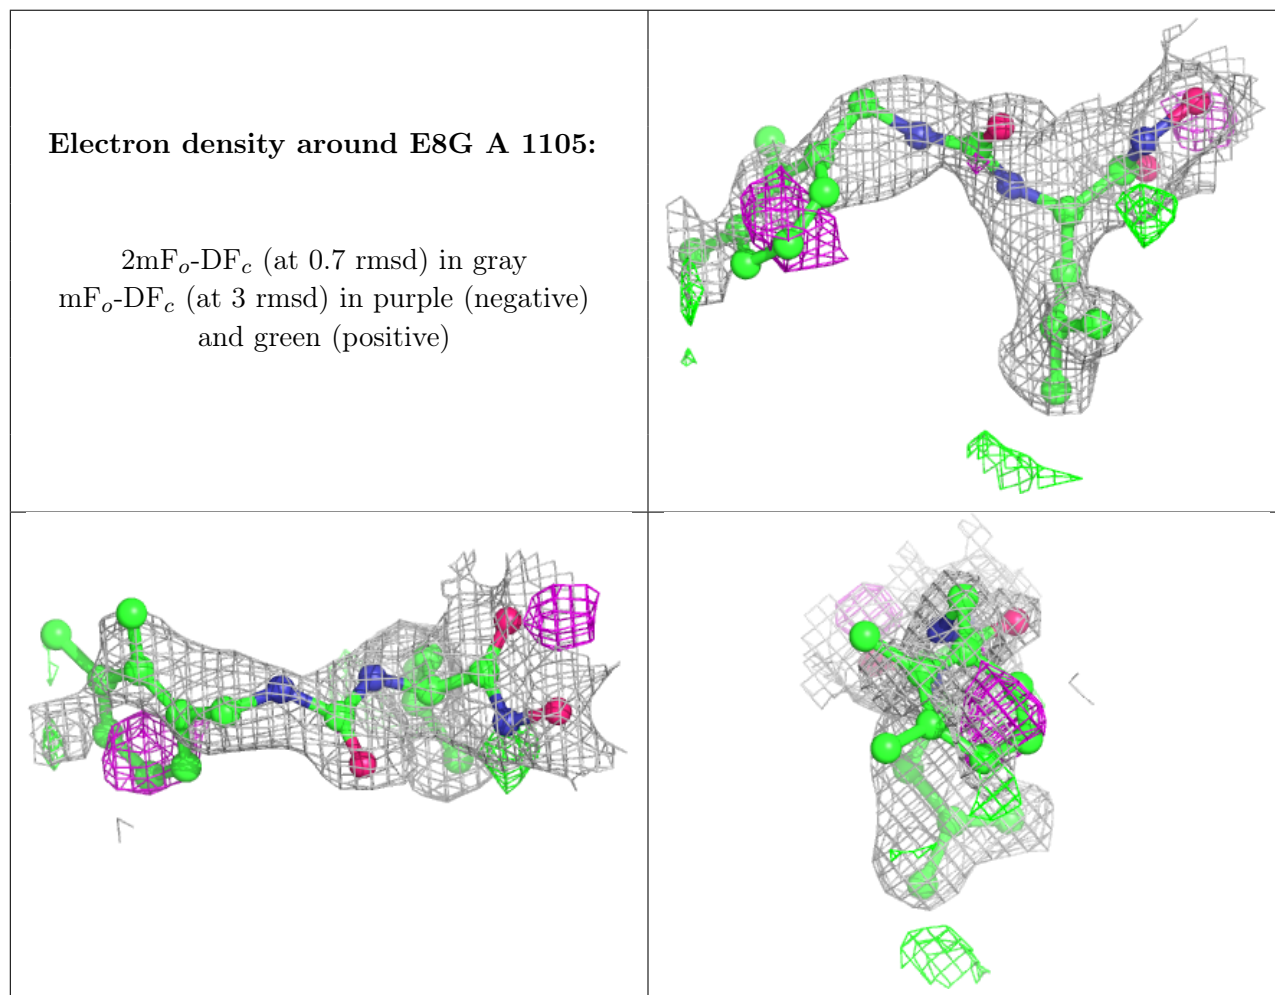 Electron density around E8G A 1105:
2mFo-DFc (at 0.7 rmsd) in gray
mFo-DFc (at 3 rmsd) in purple (negative)
and green (positive)